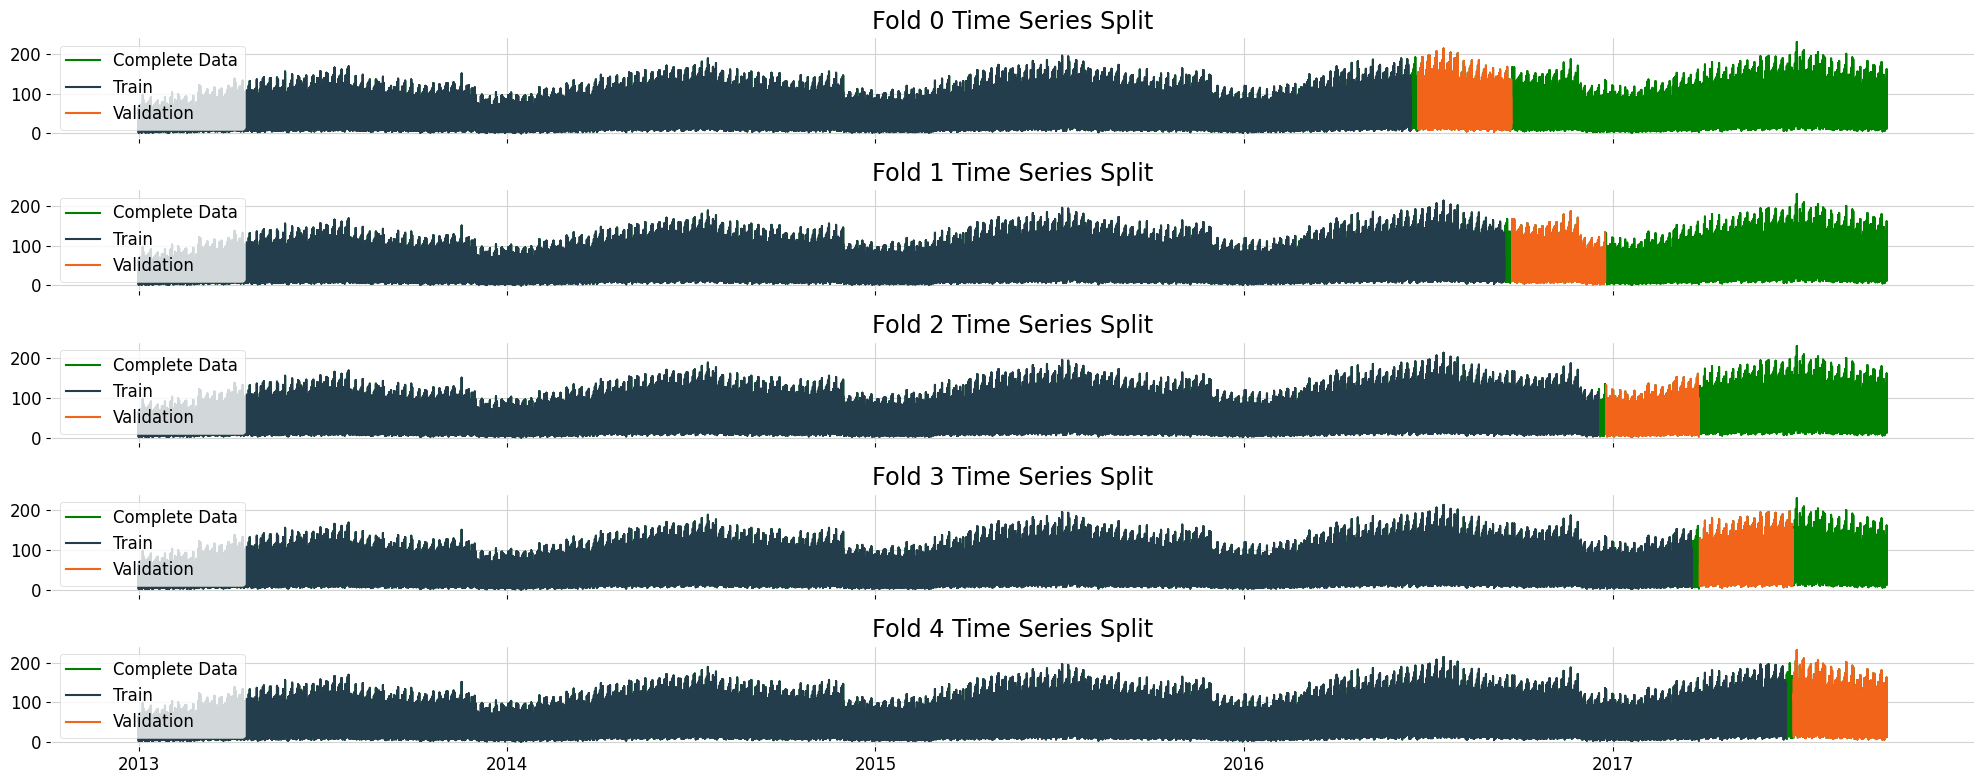 Fold 0 Time Series Split
200
100
0
Complete Data
Train
Validation
Fold 1 Time Series Split
200
100
0
Complete Data
Train
Validation
Fold 2 Time Series Split
200
100
0
Complete Data
Train
Validation
Fold 3 Time Series Split
200
100
0
Complete Data
Train
Validation
Fold 4 Time Series Split
200
100
0
Complete Data
Train
Validation
2013 2014 2015 2016 2017